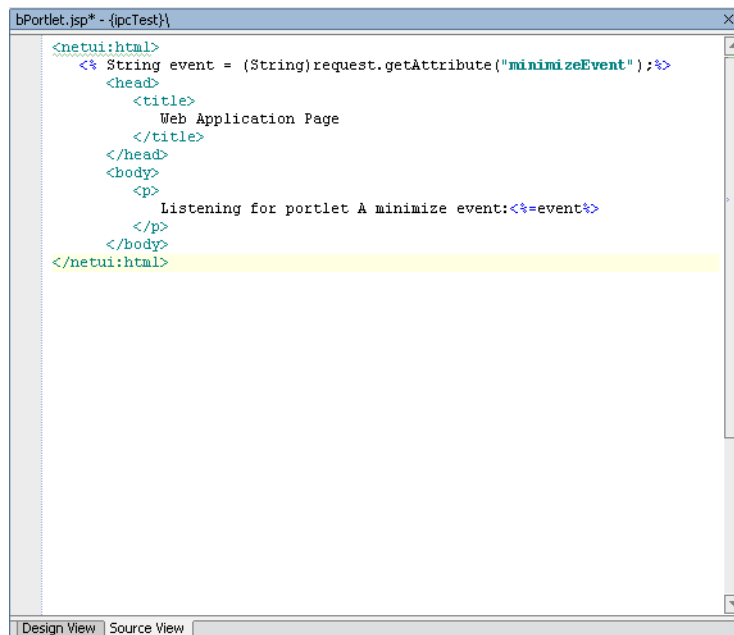 bPortlet.jsp* - {ipcTest}\
<netui:html>
<% String event = (String)request.getAttribute("minimizeEvent");%>
<head>
<title>
Web Application Page
</title>
</head>
<body>
<p>
Listening for portlet A minimize event:<%=event%>
</p>
</body>
</netui:html>
Design View Source View